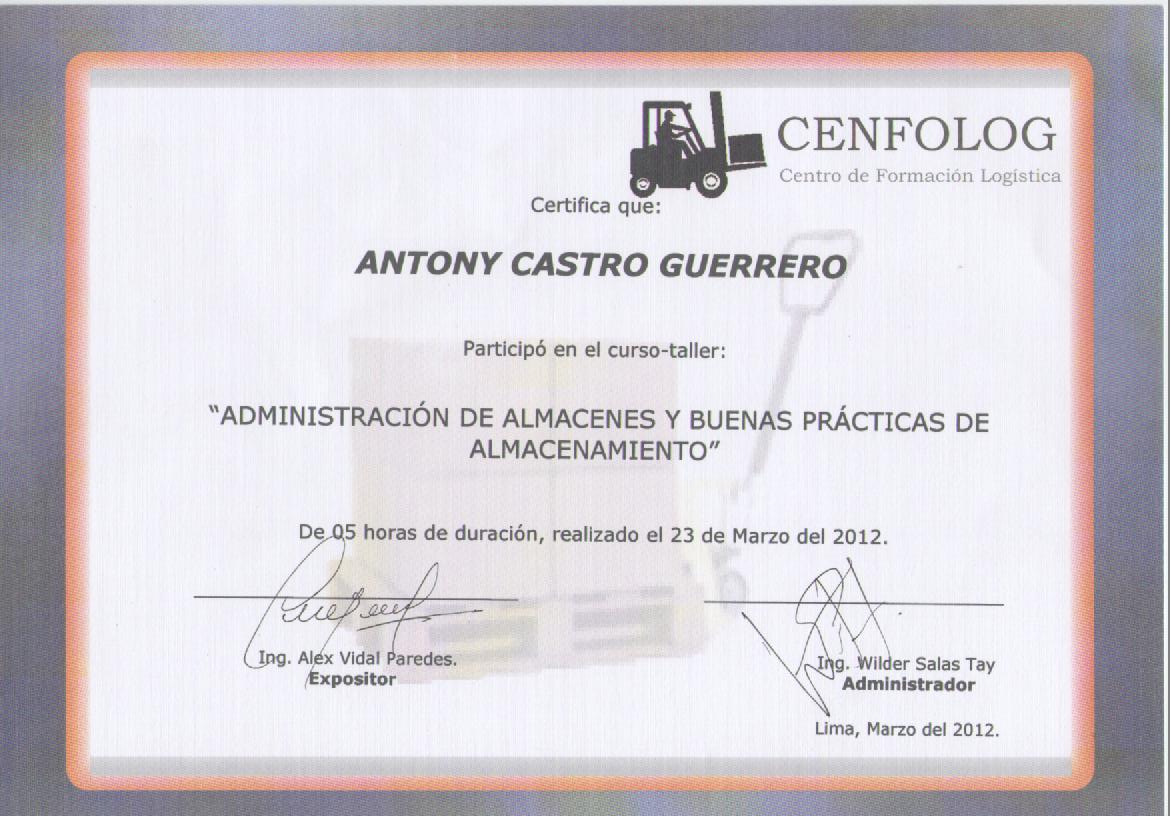 CENFOLOG
Centro de Formación Logística
Certifica que:
ANTONY CASTRO GUERRERO
Participó en el curso-taller:
“ADMINISTRACIÓN DE ALMACENES Y BUENAS PRÁCTICAS DE
ALMACENAMIENTO”
De 05 horas de duración, realizado el 23 de Marzo del 2012.
Ing. Alex Vidal Paredes.
Expositor
Ing. Wilder Salas Tay
Administrador
Lima, Marzo del 2012.